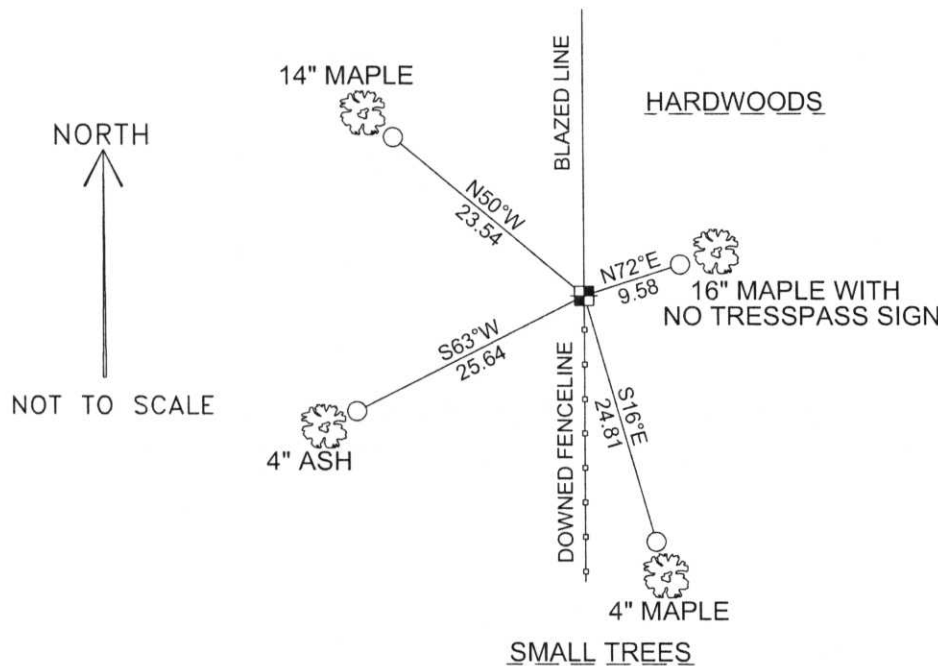 14" MAPLE
BLAZED LINE
HARDWOODS
NORTH
N50°W
23.54
N72°E
9.58
16" MAPLE WITH
NO TRESSPASS SIGN
S63°W
25.64
NOT TO SCALE
4" ASH
DOWNED FENCELINE
S16°E
24.81
4" MAPLE
SMALL TREES